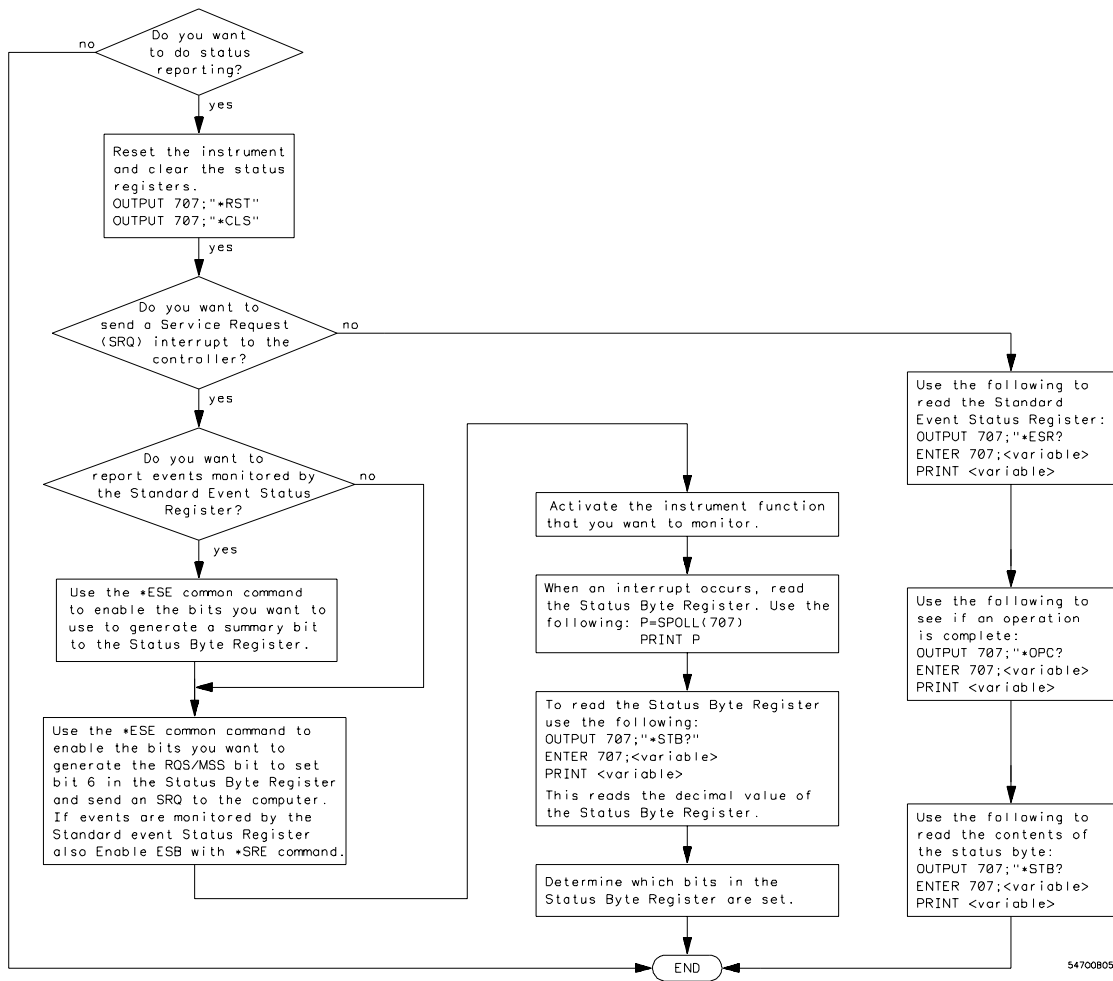 Do you want
to do status
reporting?
no
yes
Reset the instrument
and clear the status
registers.
OUTPUT 707;"*RST"
OUTPUT 707;"*CLS"
yes
Do you want to
send a Service Request
(SRQ) interrupt to the
controller?
no
yes
Do you want to
report events monitored by
the Standard Event Status
Register?
no
yes
Use the *ESE common command
to enable the bits you want to
use to generate a summary bit
to the Status Byte Register.
Use the *ESE common command to
enable the bits you want to
generate the RQS/MSS bit to set
bit 6 in the Status Byte Register
and send an SRQ to the computer.
If events are monitored by the
Standard event Status Register
also Enable ESB with *SRE command.
Activate the instrument function
that you want to monitor.
When an interrupt occurs, read
the Status Byte Register. Use the
following: P=SPOLL(707)
PRINT P
To read the Status Byte Register
use the following:
OUTPUT 707;"*STB?"
ENTER 707;<variable>
PRINT <variable>
This reads the decimal value of
the Status Byte Register.
Determine which bits in the
Status Byte Register are set.
Use the following to
read the Standard
Event Status Register:
OUTPUT 707;"*ESR?
ENTER 707;<variable>
PRINT <variable>
Use the following to
see if an operation
is complete:
OUTPUT 707;"*OPC?
ENTER 707;<variable>
PRINT <variable>
Use the following to
read the contents of
the status byte:
OUTPUT 707;"*STB?
ENTER 707;<variable>
PRINT <variable>
END
54700B05